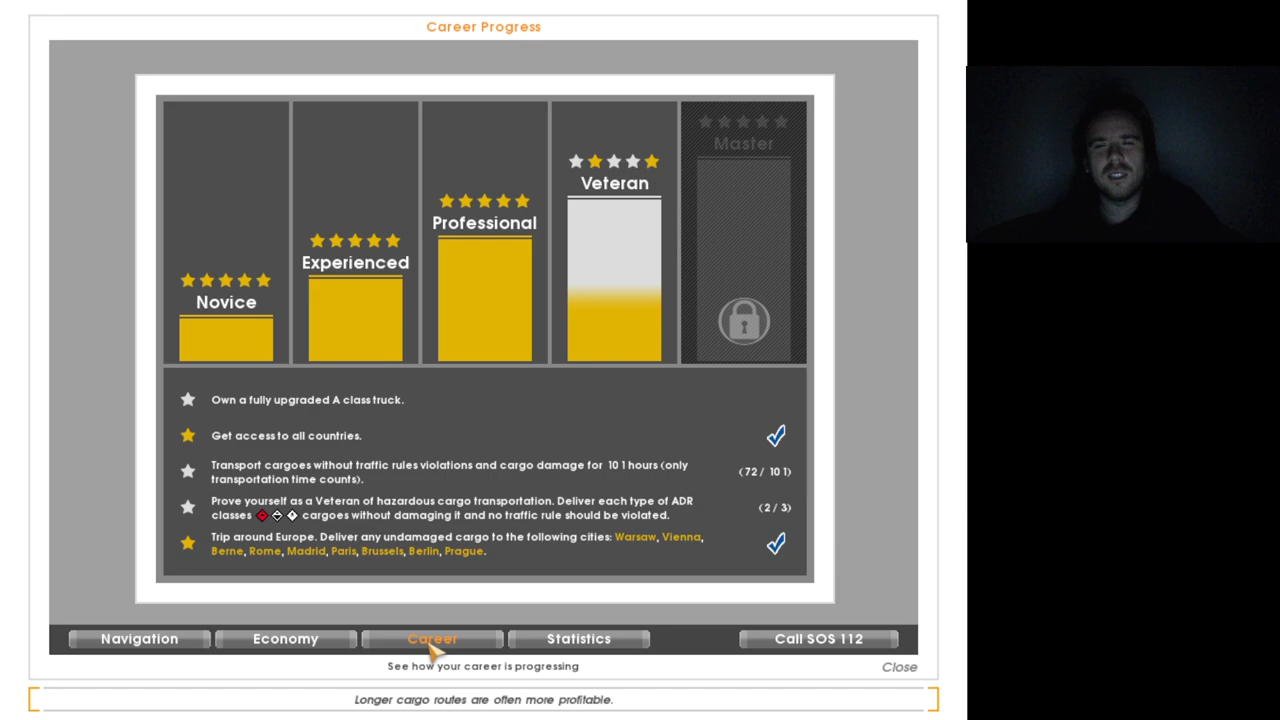 Career Progress
Master
Veteran
Professional
Experienced
Novice
Own a fully upgraded A class truck.
Get access to all countries.
Transport cargoes without traffic rules violations and cargo damage for 101 hours (only
transportation time counts).
(72 / 101)
Prove yourself as a Veteran of hazardous cargo transportation. Deliver each type of ADR
classes cargoes without damaging it and no traffic rule should be violated.
(2 / 3)
Trip around Europe. Deliver any undamaged cargo to the following cities: Warsaw, Vienna,
Berne, Rome, Madrid, Paris, Brussels, Berlin, Prague.
Navigation
Economy
Career
Statistics
Call SOS 112
See how your career is progressing
Close
Longer cargo routes are often more profitable.